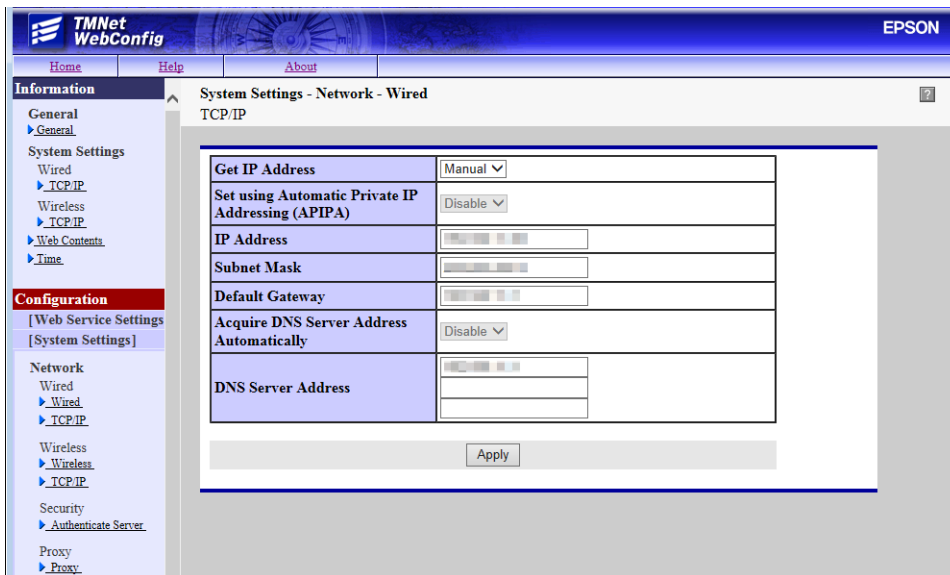 TMNet
WebConfig
EPSON
Home Help About
Information
General
General
System Settings
Wired
TCP/IP
Wireless
TCP/IP
Web Contents
Time
Configuration
[Web Service Settings
[System Settings]
Network
Wired
Wired
TCP/IP
Wireless
Wireless
TCP/IP
Security
Authenticate Server
Proxy
Proxy
System Settings - Network - Wired
TCP/IP
?
Get IP Address Manual
Set using Automatic Private IP
Addressing (APIPA) Disable
IP Address
Subnet Mask
Default Gateway
Acquire DNS Server Address
Automatically Disable
DNS Server Address
Apply